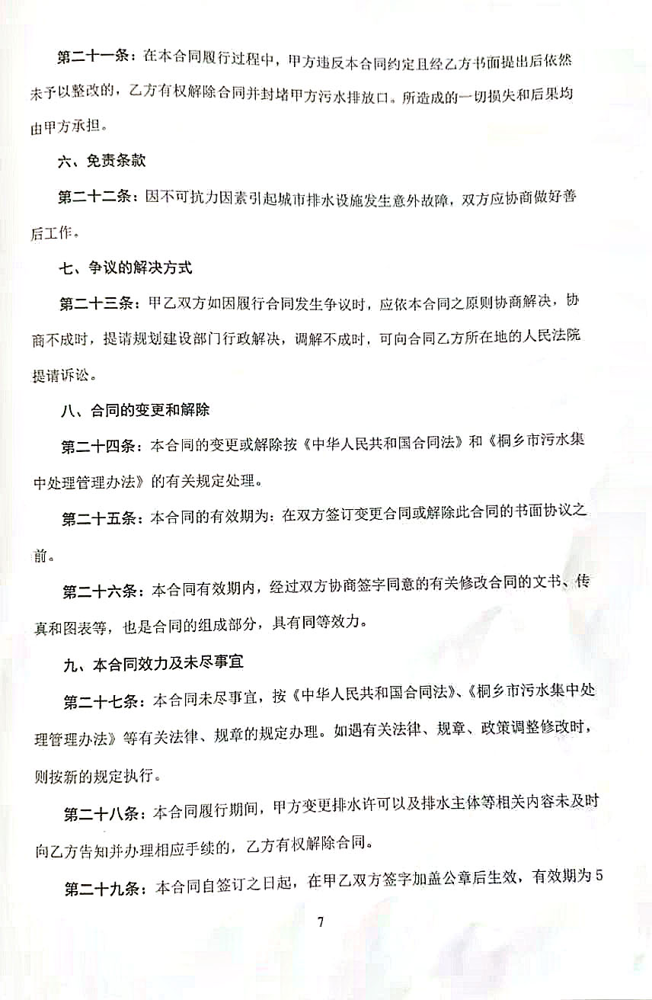 第二十一条：在本合同履行过程中，甲方违反本合同约定且经乙方书面提出后依然
未予以整改的，乙方有权解除合同并封堵甲方污水排放口。所造成的一切损失和后果均
由甲方承担。
六、免责条款
第二十二条：因不可抗力因素引起城市排水设施发生意外故障，双方应协商做好善
后工作。
七、争议的解决方式
第二十三条：甲乙双方如因履行合同发生争议时，应依本合同之原则协商解决，协
商不成时，提请规划建设部门行政解决，调解不成时，可向合同乙方所在地的人民法院
提请诉讼。
八、合同的变更和解除
第二十四条：本合同的变更或解除按《中华人民共和国合同法》和《桐乡市污水集
中处理管理办法》的有关规定处理。
第二十五条：本合同的有效期为：在双方签订变更合同或解除此合同的书面协议之
前。
第二十六条：本合同有效期内，经过双方协商签字同意的有关修改合同的文书、传
真和图表等，也是合同的组成部分，具有同等效力。
九、本合同效力及未尽事宜
第二十七条：本合同未尽事宜，按《中华人民共和国合同法》、《桐乡市污水集中处
理管理办法》等有关法律、规章的规定办理。如遇有关法律、规章、政策调整修改时，
则按新的规定执行。
第二十八条：本合同履行期间，甲方变更排水许可以及排水主体等相关内容未及时
向乙方告知并办理相应手续的，乙方有权解除合同。
第二十九条：本合同自签订之日起，在甲乙双方签字加盖公章后生效，有效期为 5
7